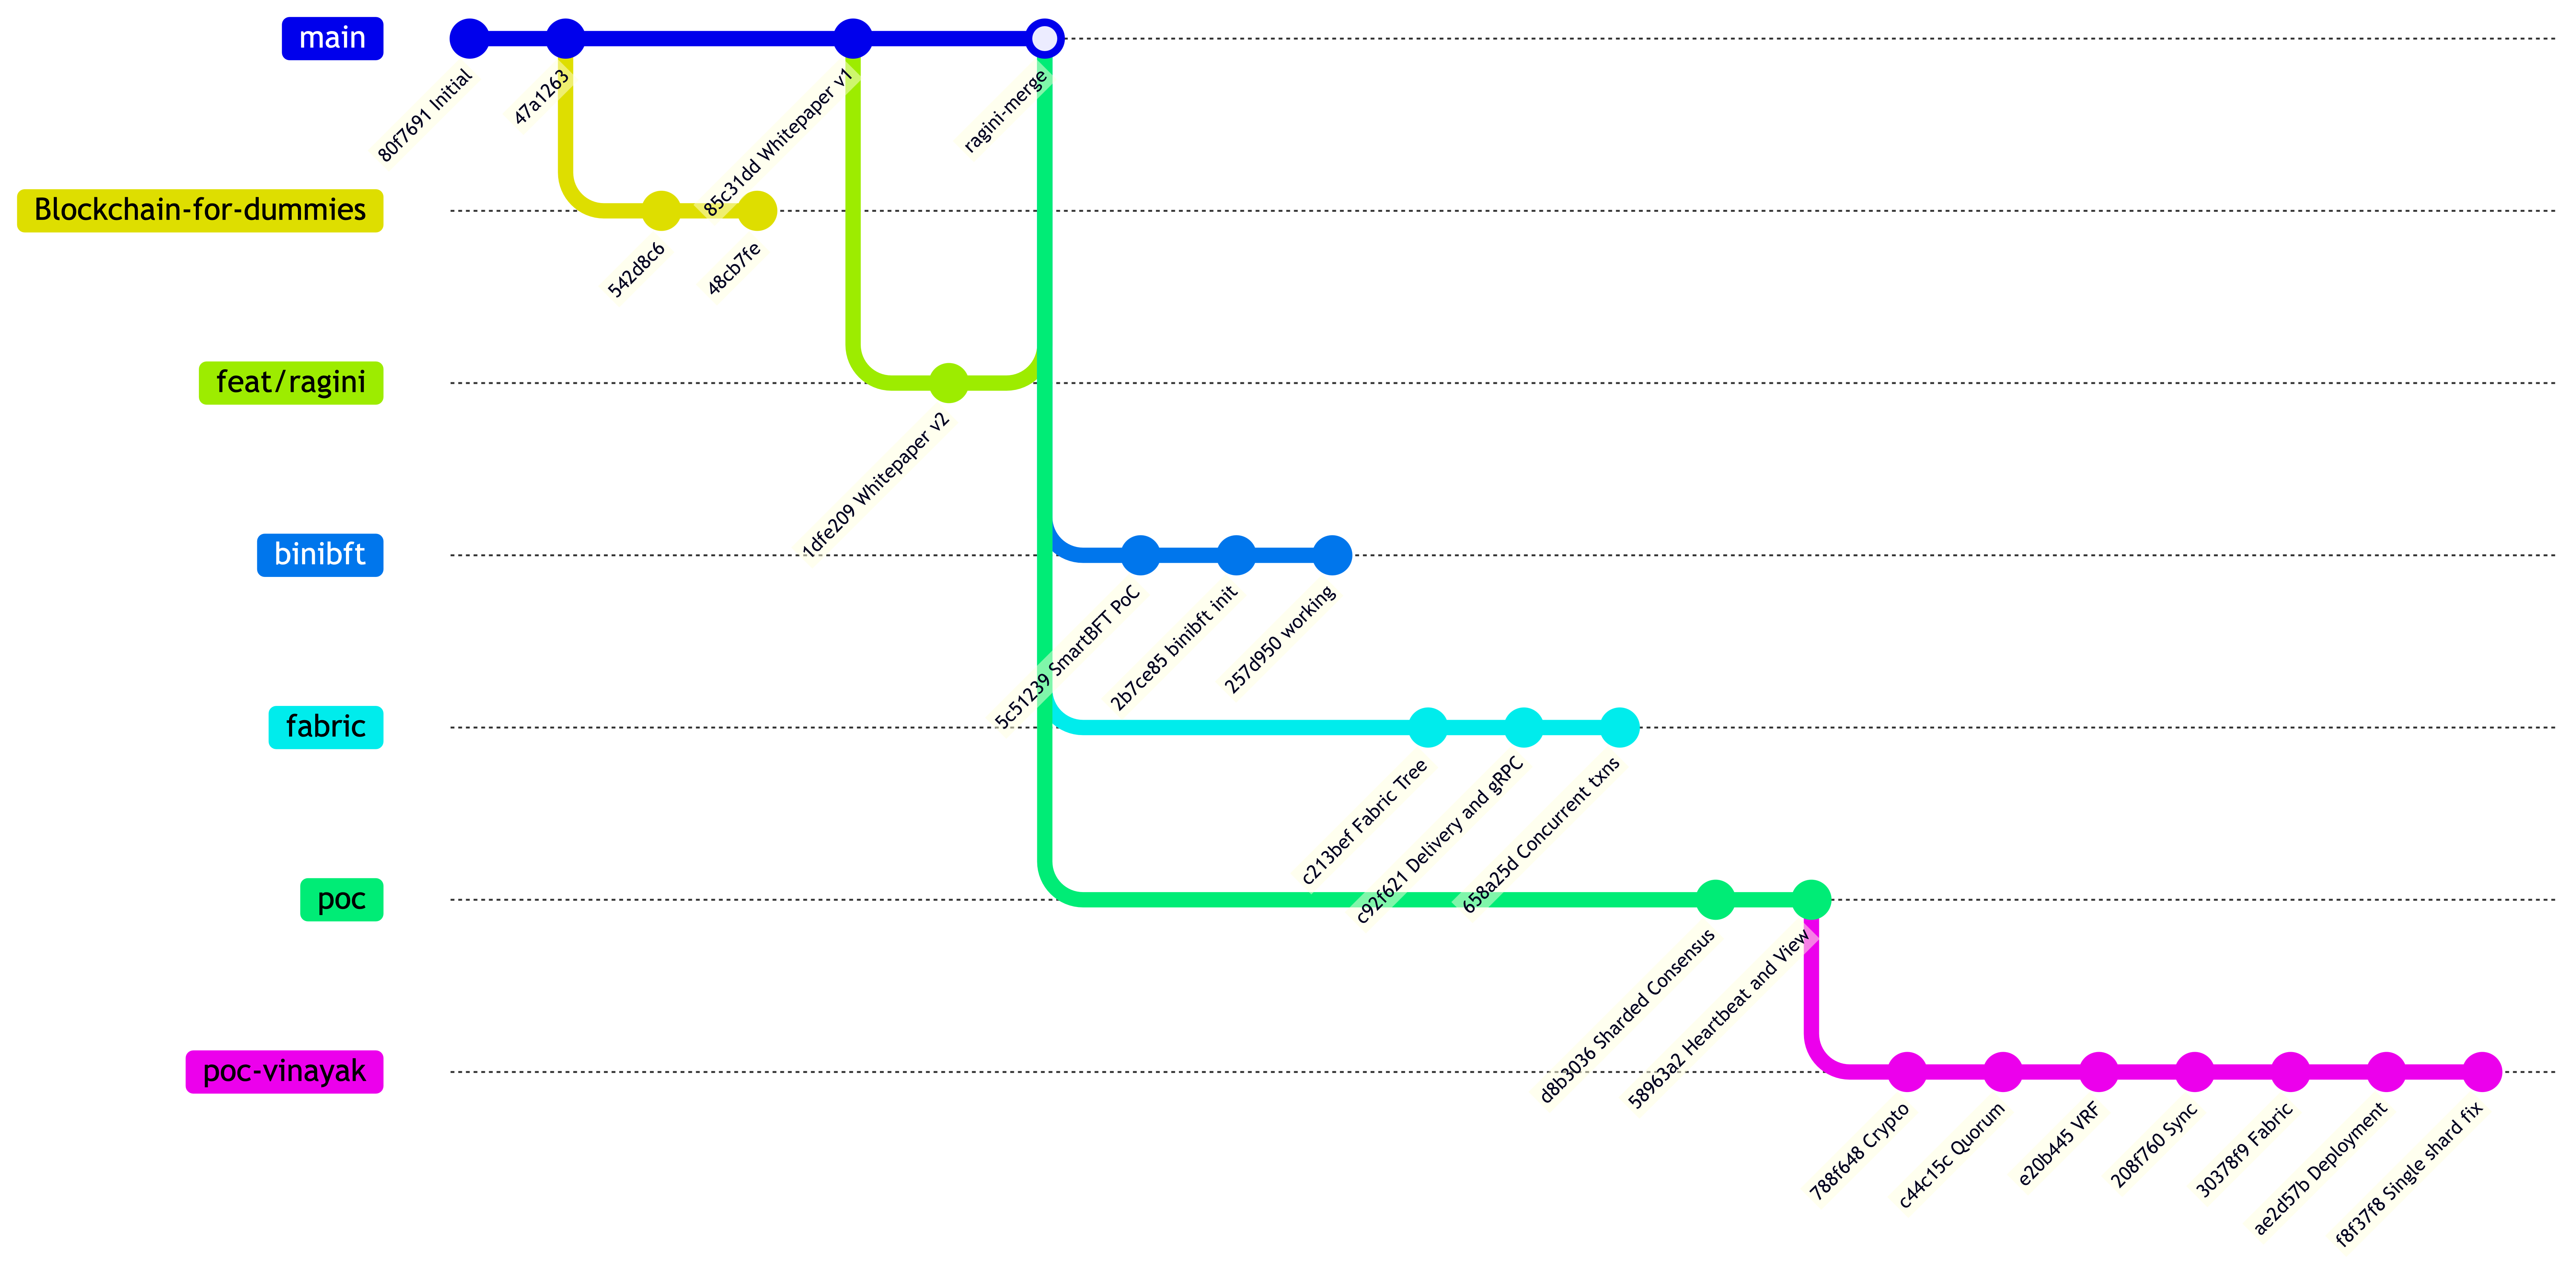 main
80f7691 Initial
47a1263
85c31dd Whitepaper v1
ragini-merge
Blockchain-for-dummies
542d8c6
48cb7fe
feat/ragini
1dfe209 Whitepaper v2
binibft
5c51239 SmartBFT PoC
2b7ce85 binibft init
257d950 working
fabric
c213bef Fabric Tree
c92f621 Delivery and gRPC
658a25d Concurrent txns
poc
d8b3036 Sharded Consensus
58963a2 Heartbeat and View
poc-vinayak
788f648 Crypto
c44c15c Quorum
e20b445 VRF
208f760 Sync
30378f9 Fabric
ae2d57b Deployment
f8f37f8 Single shard fix